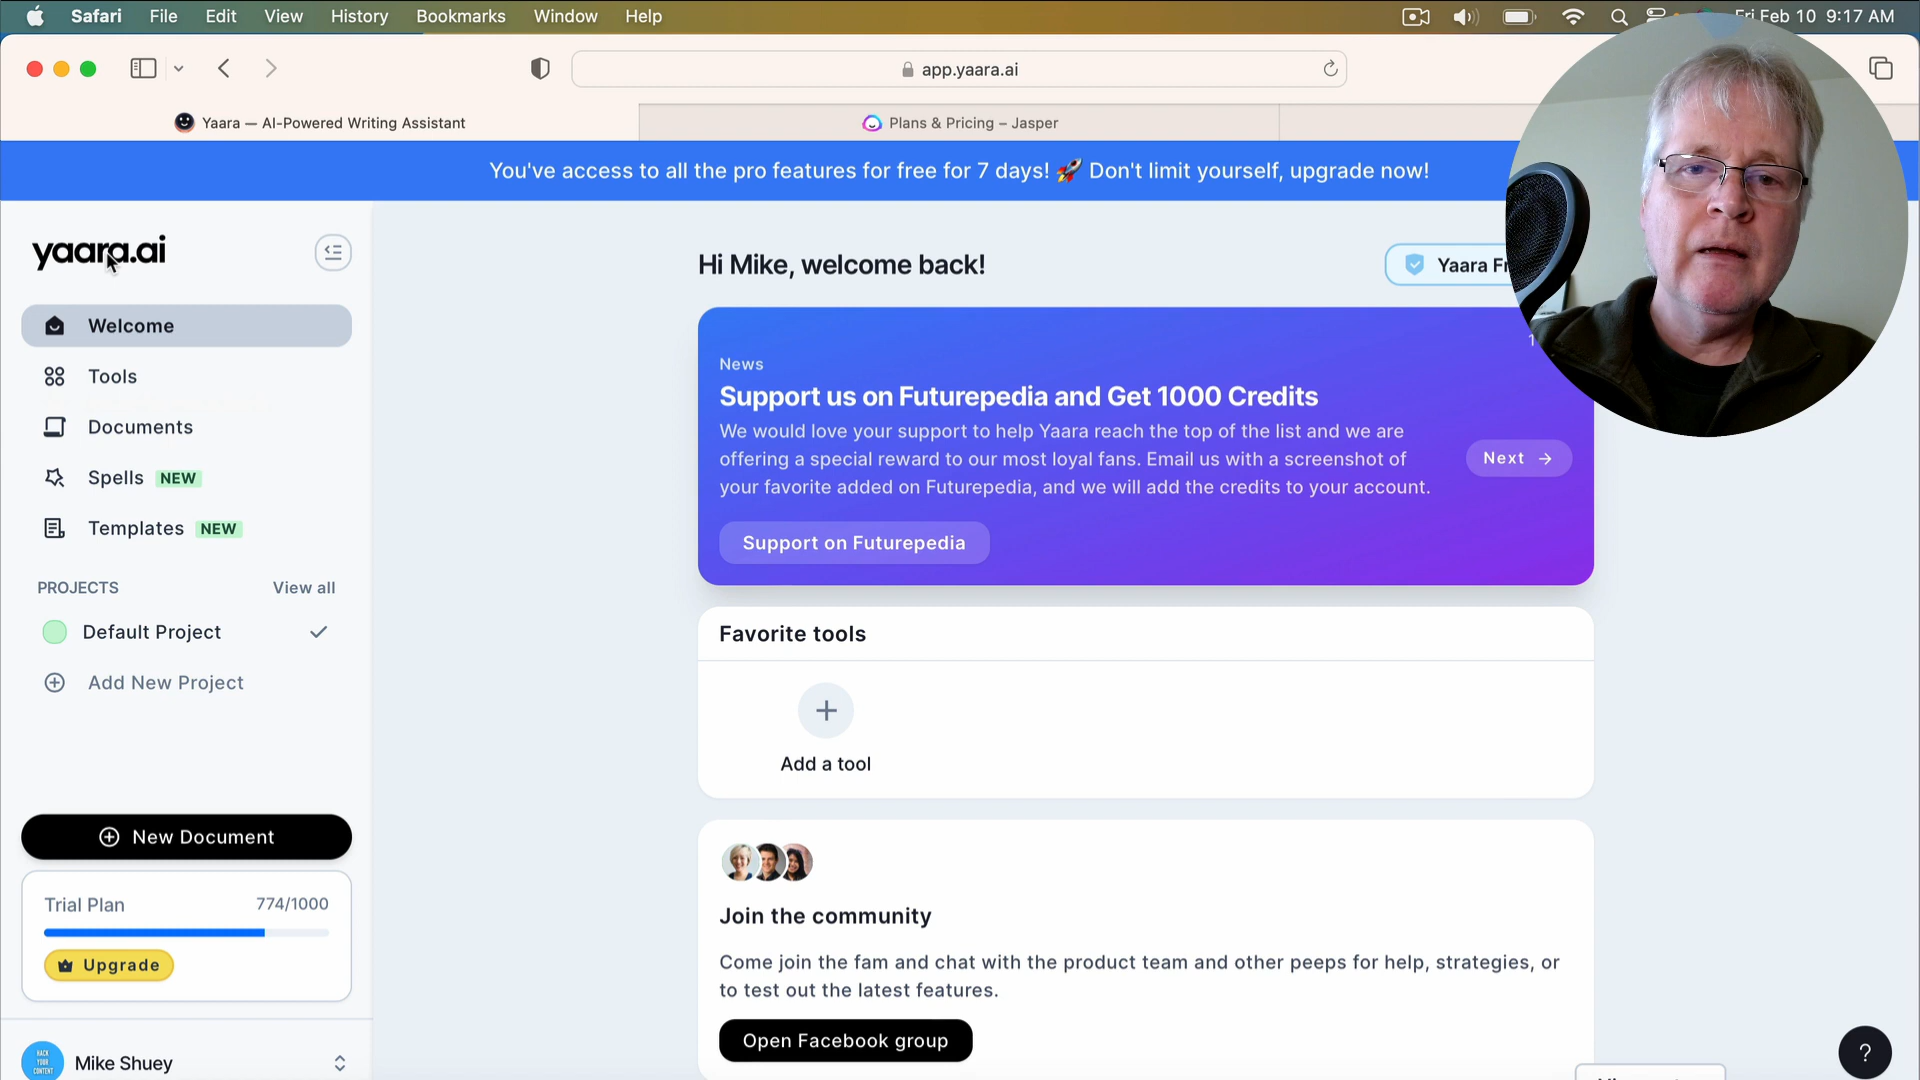 Safari File Edit View History Bookmarks Window Help
Fri Feb 10 9:17 AM
app.yaara.ai
Yaara — AI-Powered Writing Assistant
Plans & Pricing – Jasper
You've access to all the pro features for free for 7 days! 🚀 Don't limit yourself, upgrade now!
yaara.ai
Welcome
Tools
Documents
Spells NEW
Templates NEW
PROJECTS View all
Default Project
Add New Project
New Document
Trial Plan 774/1000
Upgrade
HACK
YOUR
CONTENT
Mike Shuey
Hi Mike, welcome back!
Yaara
1
News
Support us on Futurepedia and Get 1000 Credits
We would love your support to help Yaara reach the top of the list and we are
offering a special reward to our most loyal fans. Email us with a screenshot of
your favorite added on Futurepedia, and we will add the credits to your account.
Next →
Support on Futurepedia
Favorite tools
Add a tool
Join the community
Come join the fam and chat with the product team and other peeps for help, strategies, or
to test out the latest features.
Open Facebook group
?